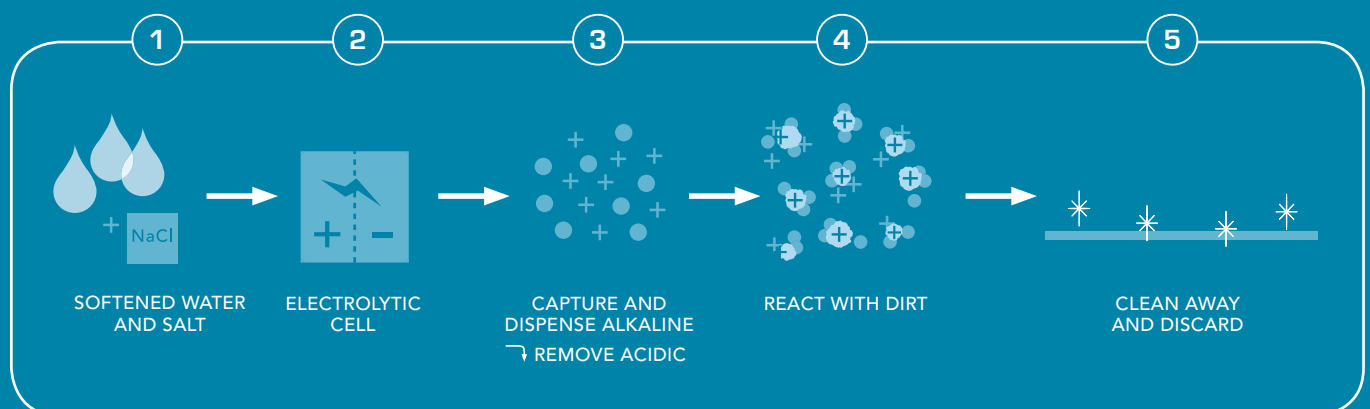 1
2
3
4
5
NaCl
SOFTENED WATER
AND SALT
ELECTROLYTIC
CELL
CAPTURE AND
DISPENSE ALKALINE
REMOVE ACIDIC
REACT WITH DIRT
CLEAN AWAY
AND DISCARD